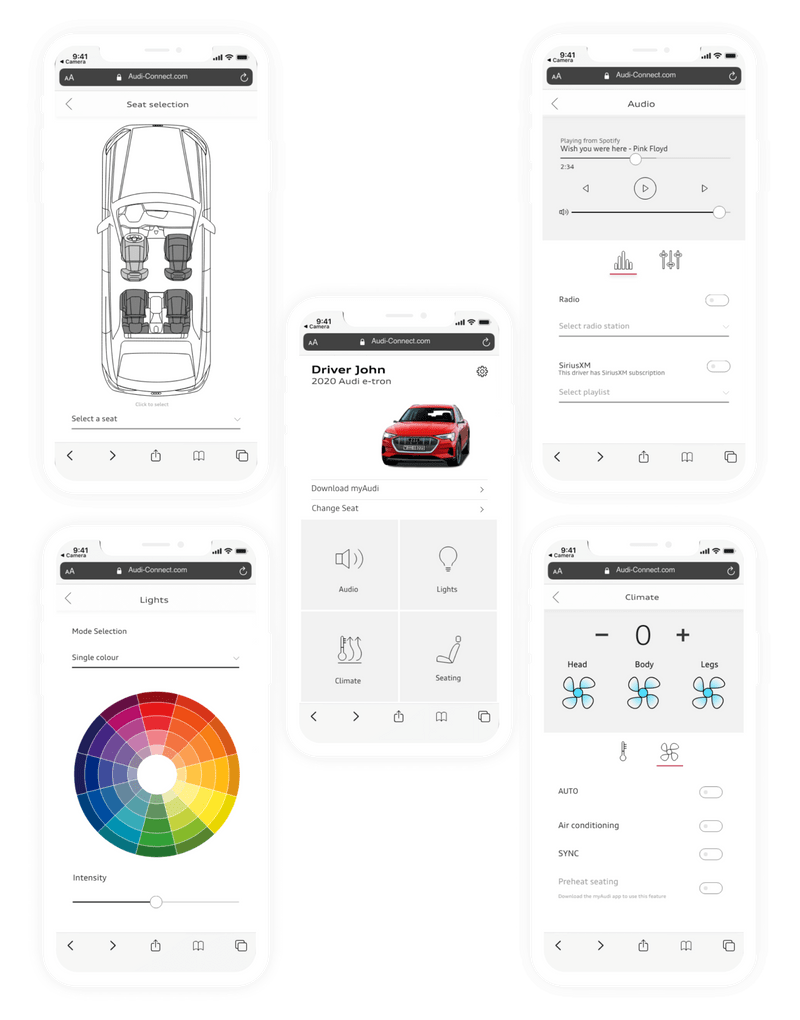 9:41
Camera
AA Audi-Connect.com
Seat selection
Click to select
Select a seat
9:41
Camera
AA Audi-Connect.com
Audio
Playing from Spotify
Wish you were here - Pink Floyd
2:34
Radio
Select radio station
SiriusXM
This driver has SiriusXM subscription
Select playlist
9:41
Camera
AA Audi-Connect.com
Driver John
2020 Audi e-tron
Download myAudi
Change Seat
Audio
Lights
Climate
Seating
9:41
Camera
AA Audi-Connect.com
Lights
Mode Selection
Single colour
Intensity
9:41
Camera
AA Audi-Connect.com
Climate
− 0 +
Head Body Legs
AUTO
Air conditioning
SYNC
Preheat seating
Download the myAudi app to use this feature